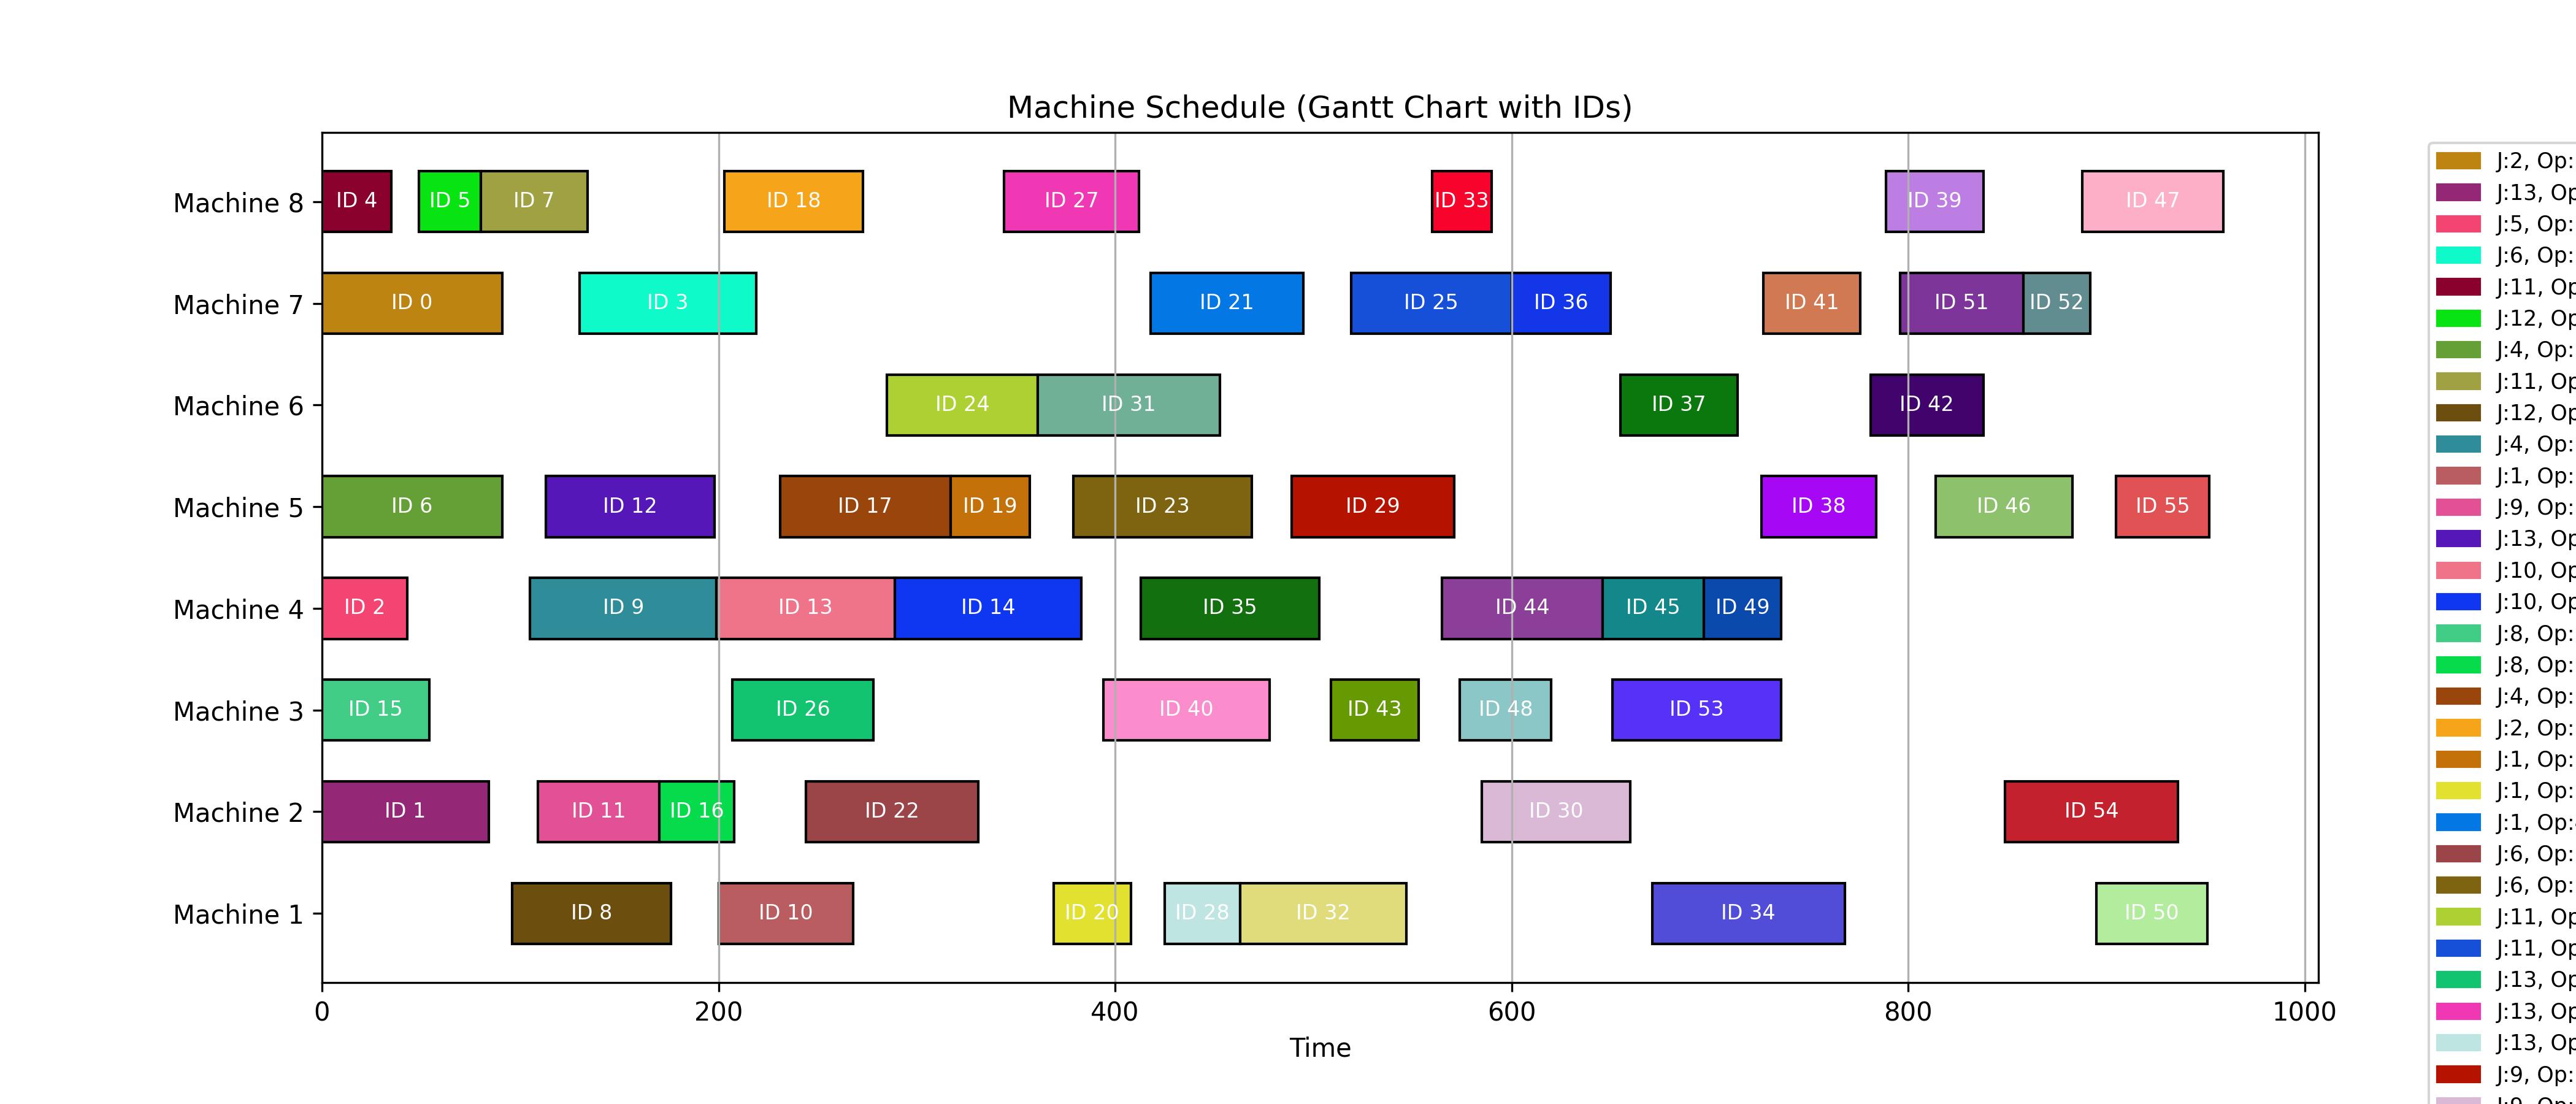 Machine Schedule (Gantt Chart with IDs)
Machine 8
ID 4 ID 5 ID 7 ID 18 ID 27 ID 33 ID 39 ID 47
Machine 7
ID 0 ID 3 ID 21 ID 25 ID 36 ID 41 ID 51 ID 52
Machine 6
ID 24 ID 31 ID 37 ID 42
Machine 5
ID 6 ID 12 ID 17 ID 19 ID 23 ID 29 ID 38 ID 46 ID 55
Machine 4
ID 2 ID 9 ID 13 ID 14 ID 35 ID 44 ID 45 ID 49
Machine 3
ID 15 ID 26 ID 40 ID 43 ID 48 ID 53
Machine 2
ID 1 ID 11 ID 16 ID 22 ID 30 ID 54
Machine 1
ID 8 ID 10 ID 20 ID 28 ID 32 ID 34 ID 50
0 200 400 600 800 1000
Time
J:2, Op:
J:13, Op
J:5, Op:
J:6, Op:
J:11, Op
J:12, Op
J:4, Op:
J:11, Op
J:12, Op
J:4, Op:
J:1, Op:
J:9, Op:
J:13, Op
J:10, Op
J:10, Op
J:8, Op:
J:8, Op:
J:4, Op:
J:2, Op:
J:1, Op:
J:1, Op:
J:1, Op:
J:6, Op:
J:6, Op:
J:11, Op
J:11, Op
J:13, Op
J:13, Op
J:13, Op
J:9, Op: